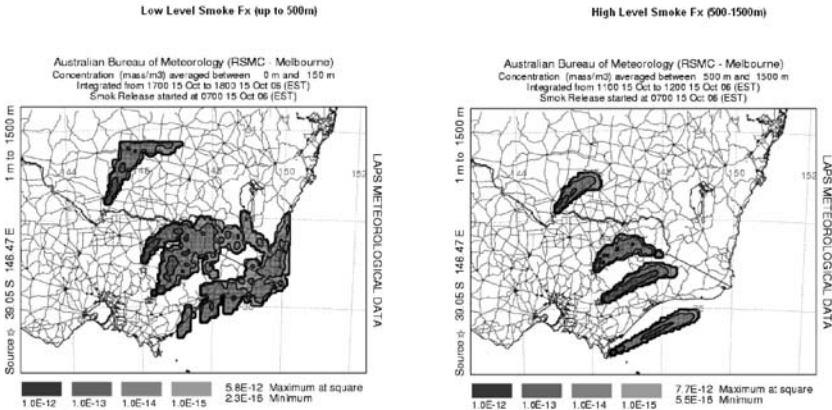 Low Level Smoke Fx (up to 500m)
Australian Bureau of Meteorology (RSMC - Melbourne)
Concentration (mass/m3) averaged between 0 m and 150 m
Integrated from 1700 15 Oct to 1800 15 Oct 06 (EST)
Smok Release started at 0700 15 Oct 06 (EST)
1 m to 1500 m
Source ☆ 39.05 S 146.47 E
LAPS METEOROLOGICAL DATA
144
146
148
150
152
5.8E-12 Maximum at square
2.3E-16 Minimum
1.0E-12 1.0E-13 1.0E-14 1.0E-15
High Level Smoke Fx (500-1500m)
Australian Bureau of Meteorology (RSMC - Melbourne)
Concentration (mass/m3) averaged between 500 m and 1500 m
Integrated from 1100 15 Oct to 1200 15 Oct 06 (EST)
Smok Release started at 0700 15 Oct 06 (EST)
1 m to 1500 m
Source ☆ 39.05 S 146.47 E
LAPS METEOROLOGICAL DATA
144
146
148
150
152
7.7E-12 Maximum at square
5.5E-16 Minimum
1.0E-12 1.0E-13 1.0E-14 1.0E-15